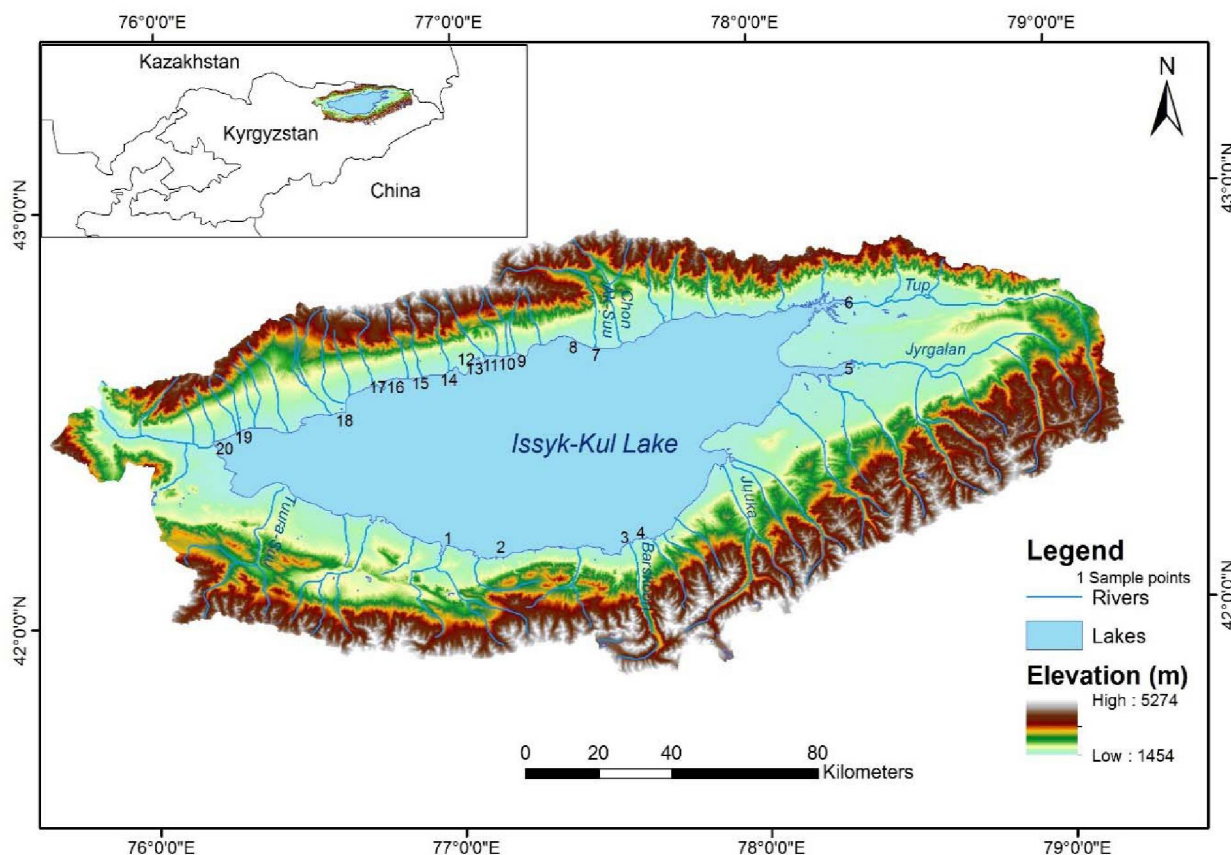 76°0'0"E
77°0'0"E
78°0'0"E
79°0'0"E
Kazakhstan
Kyrgyzstan
China
N
43°0'0"N
43°0'0"N
Tup
6
Chon
Ak-Suu
8
7
Jyrgalan
5
12
13
11
10
9
17
16
15
14
18
19
20
Issyk-Kul Lake
Juuka
Tuura-Suu
1
2
3
4
42°0'0"N
42°0'0"N
Legend
1 Sample points
Rivers
Lakes
Elevation (m)
High : 5274
Low : 1454
0 20 40 80
Kilometers
76°0'0"E
77°0'0"E
78°0'0"E
79°0'0"E